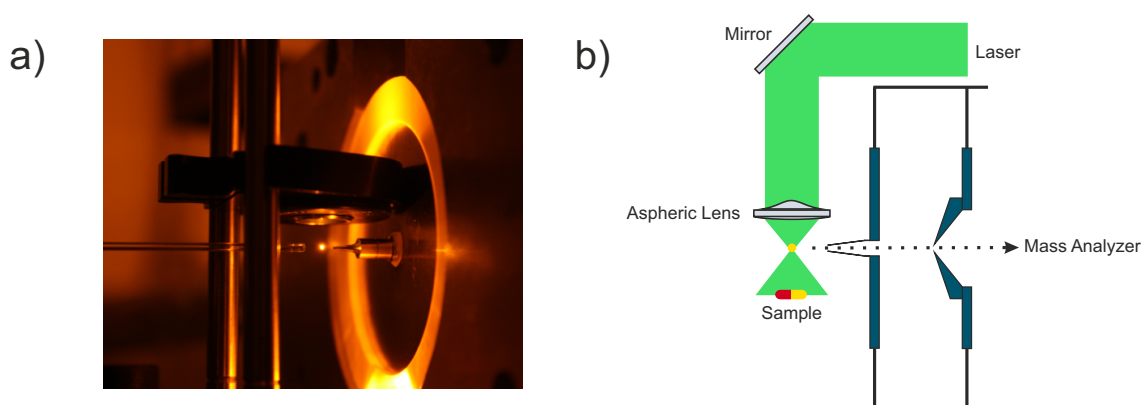 a)
b)
Mirror
Laser
Aspheric Lens
Mass Analyzer
Sample